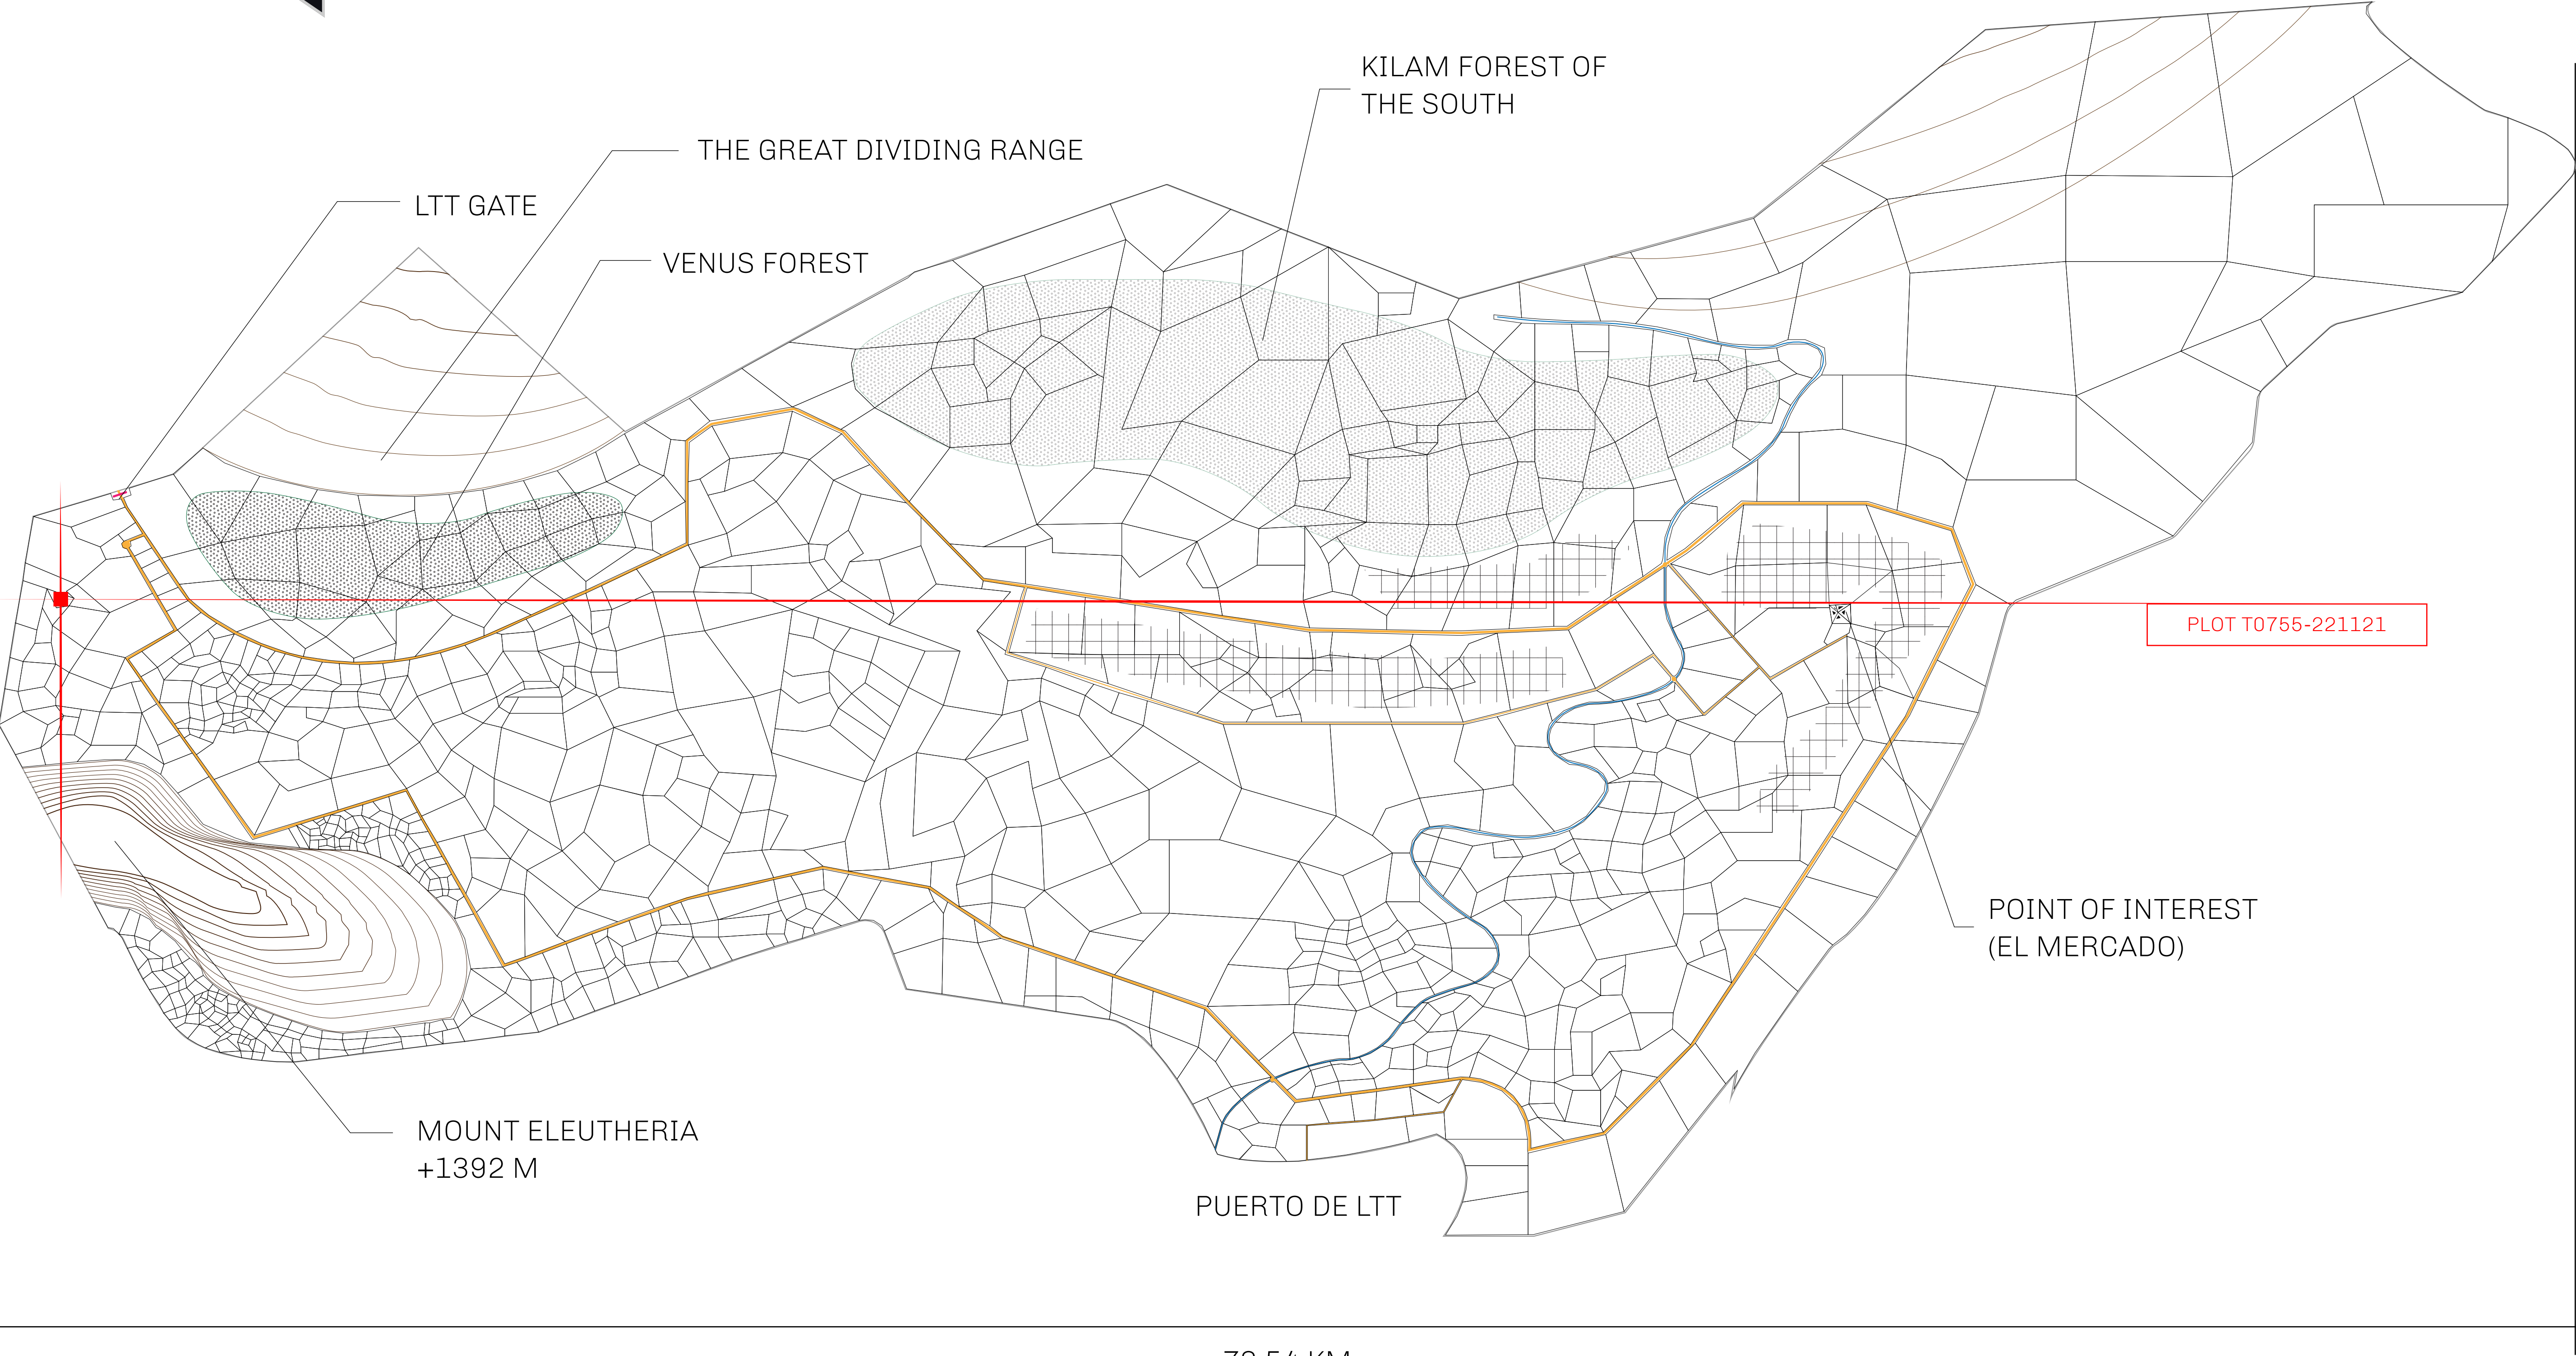 KILAM FOREST OF
THE SOUTH
THE GREAT DIVIDING RANGE
LTT GATE
VENUS FOREST
PLOT T0755-221121
POINT OF INTEREST
(EL MERCADO)
MOUNT ELEUTHERIA
+1392 M
PUERTO DE LTT